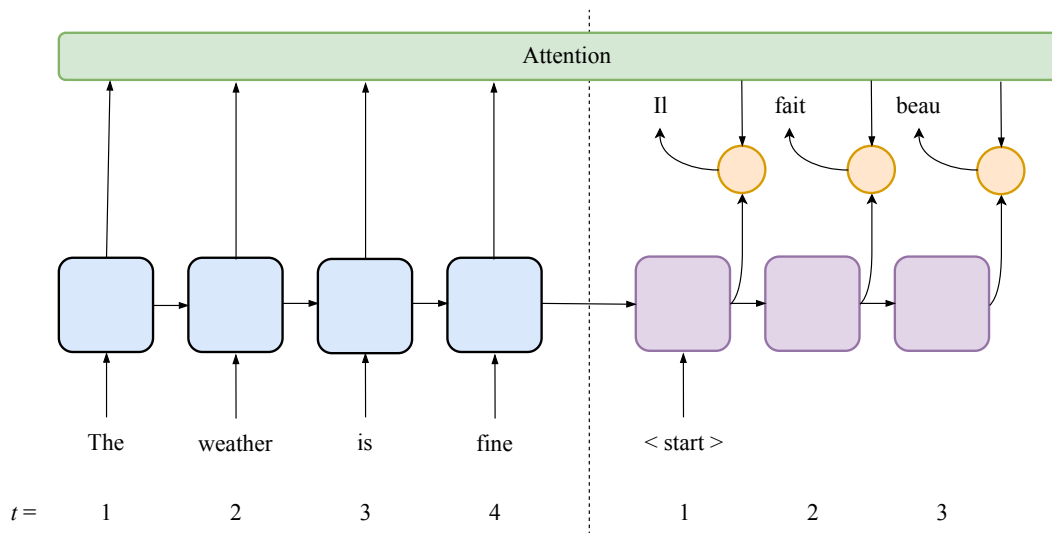 Attention
Il fait beau
The weather is fine < start >
t = 1 2 3 4 1 2 3